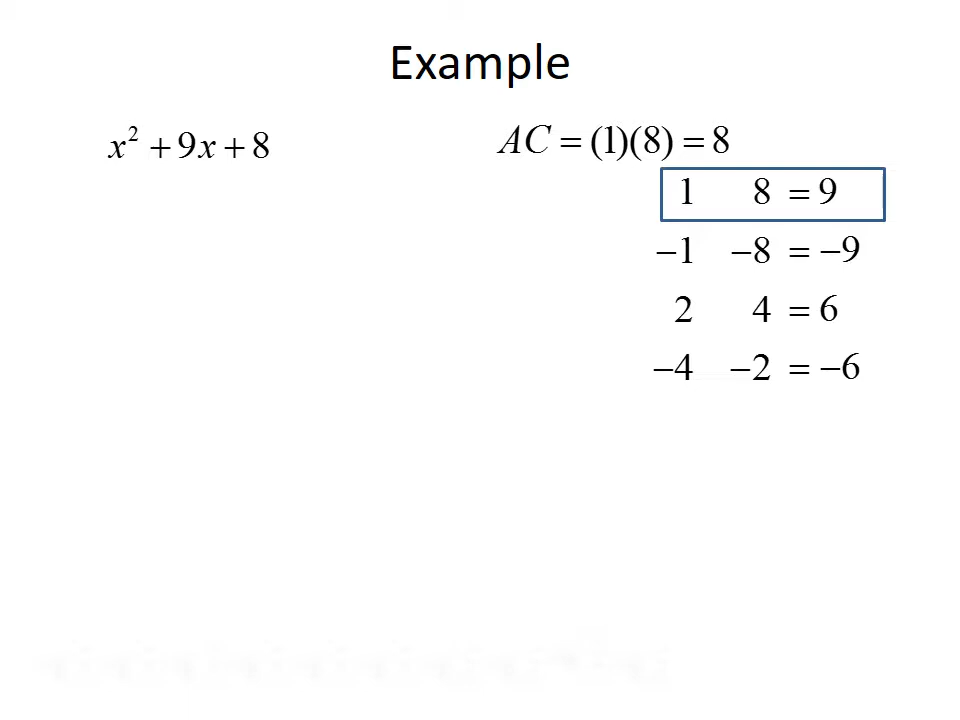 Example
x² + 9x + 8
AC = (1)(8) = 8
1 8 = 9
−1 −8 = −9
2 4 = 6
−4 −2 = −6